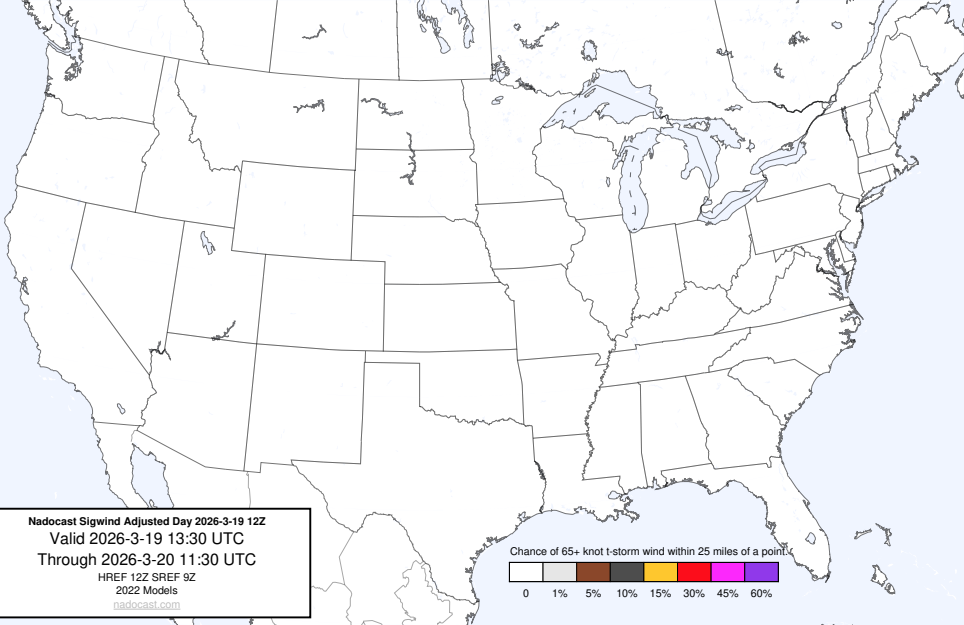 Nadocast Sigwind Adjusted Day 2026-3-19 12Z
Valid 2026-3-19 13:30 UTC
Through 2026-3-20 11:30 UTC
HREF 12Z SREF 9Z
2022 Models
nadocast.com
Chance of 65+ knot t-storm wind within 25 miles of a point.
0 1% 5% 10% 15% 30% 45% 60%